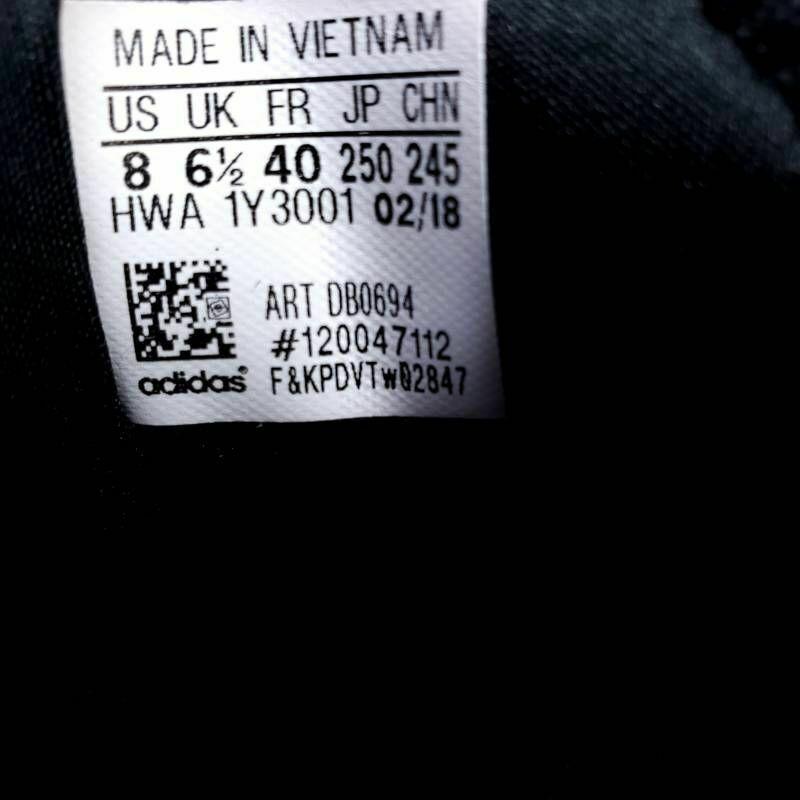 MADE IN VIETNAM
US UK FR JP CHN
8 6½ 40 250 245
HWA 1Y3001 02/18
ART DB0694
#120047112
adidas® F&KPDVTW02847